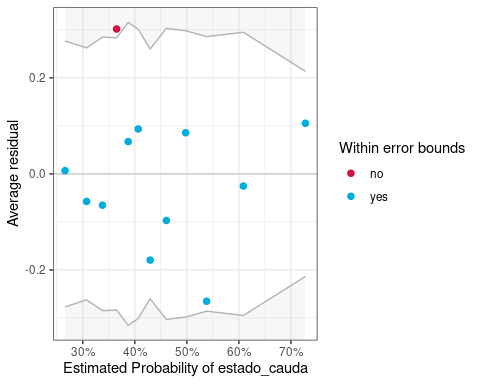 0.2
0.0
-0.2
Average residual
30% 40% 50% 60% 70%
Estimated Probability of estado_cauda
Within error bounds
no
yes